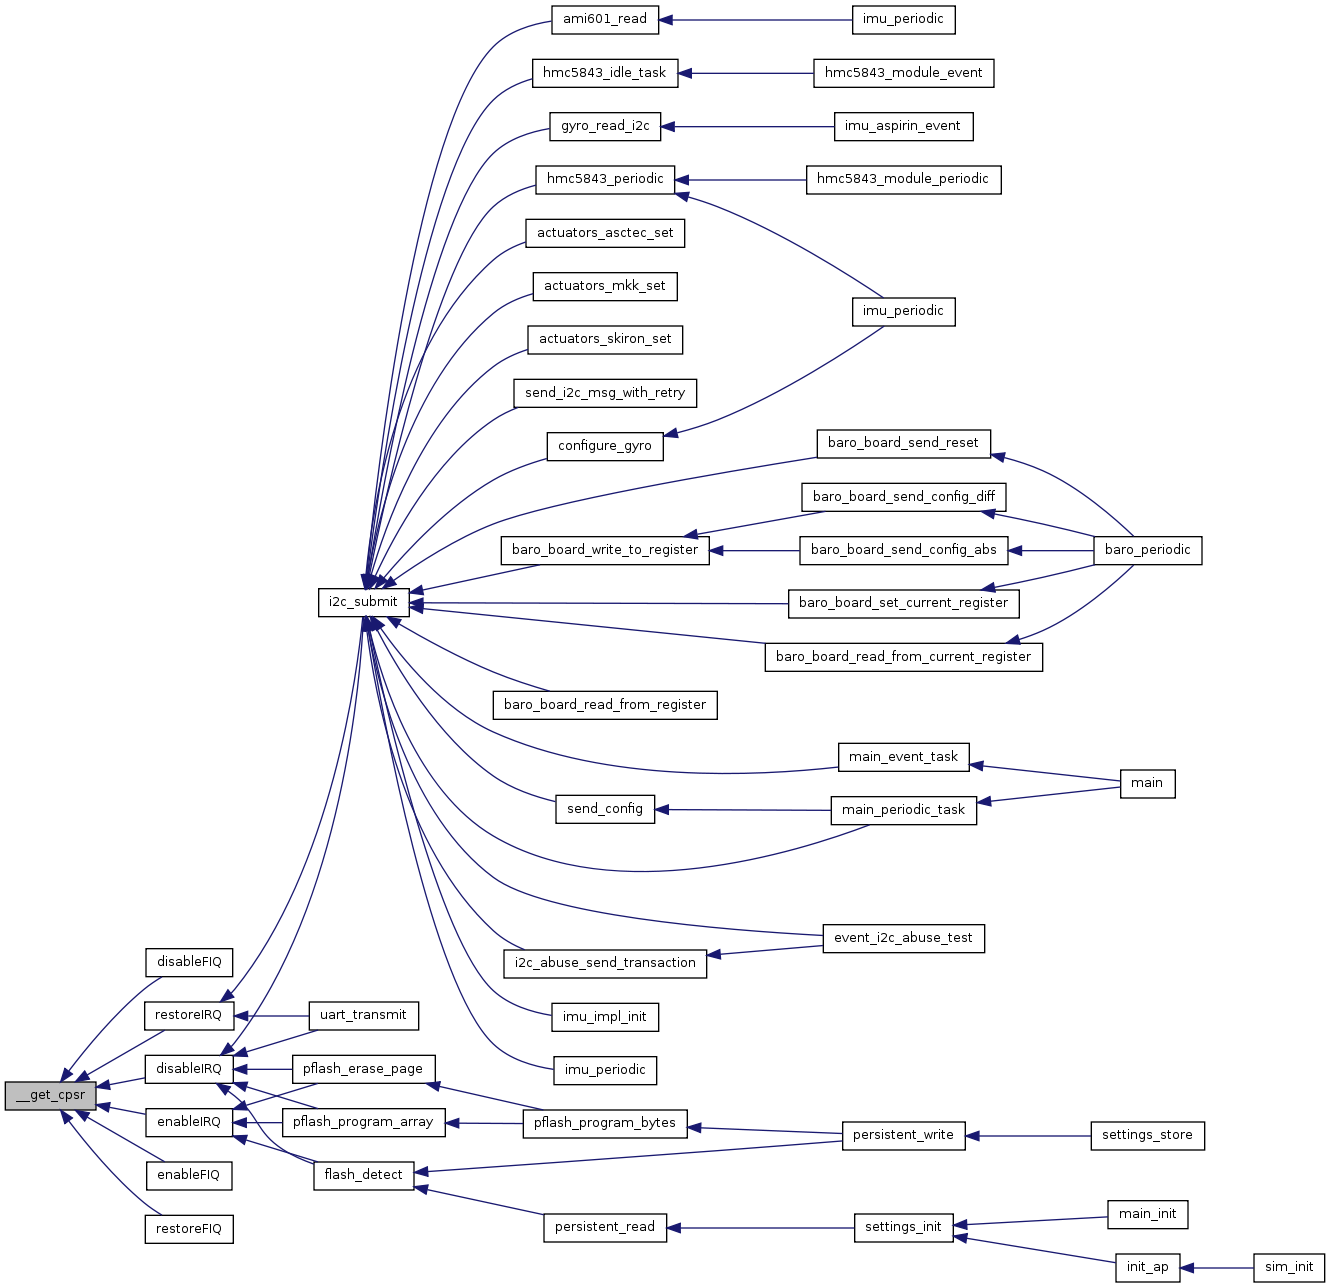 ami601_read
imu_periodic
hmc5843_idle_task
hmc5843_module_event
gyro_read_i2c
imu_aspirin_event
hmc5843_periodic
hmc5843_module_periodic
actuators_asctec_set
actuators_mkk_set
imu_periodic
actuators_skiron_set
send_i2c_msg_with_retry
configure_gyro
baro_board_send_reset
baro_board_send_config_diff
baro_board_write_to_register
baro_board_send_config_abs
baro_periodic
i2c_submit
baro_board_set_current_register
baro_board_read_from_current_register
baro_board_read_from_register
main_event_task
main
send_config
main_periodic_task
event_i2c_abuse_test
disableFIQ
i2c_abuse_send_transaction
restoreIRQ
uart_transmit
imu_impl_init
disableIRQ
pflash_erase_page
imu_periodic
__get_cpsr
enableIRQ
pflash_program_array
pflash_program_bytes
persistent_write
settings_store
enableFIQ
flash_detect
restoreFIQ
persistent_read
settings_init
main_init
init_ap
sim_init